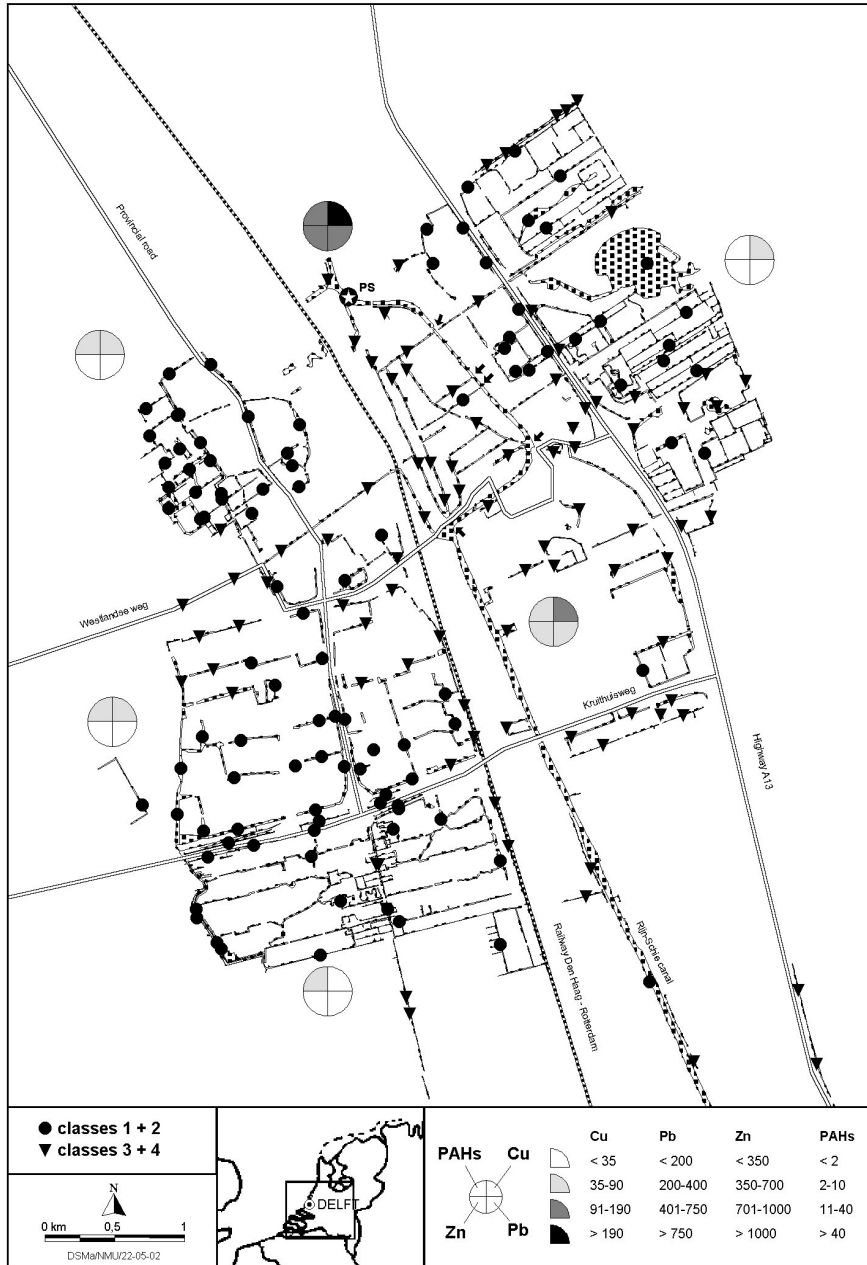 Provincial road
PS
Westlandse weg
Kruithuisweg
Highway A13
Rijn-Schie canal
Railway Den Haag - Rotterdam
classes 1 + 2
classes 3 + 4
N
0 km 0,5 1
DSMa/NMU/22-05-02
DELFT
PAHs Cu
Zn Pb
Cu Pb Zn PAHs
< 35 < 200 < 350 < 2
35-90 200-400 350-700 2-10
91-190 401-750 701-1000 11-40
> 190 > 750 > 1000 > 40